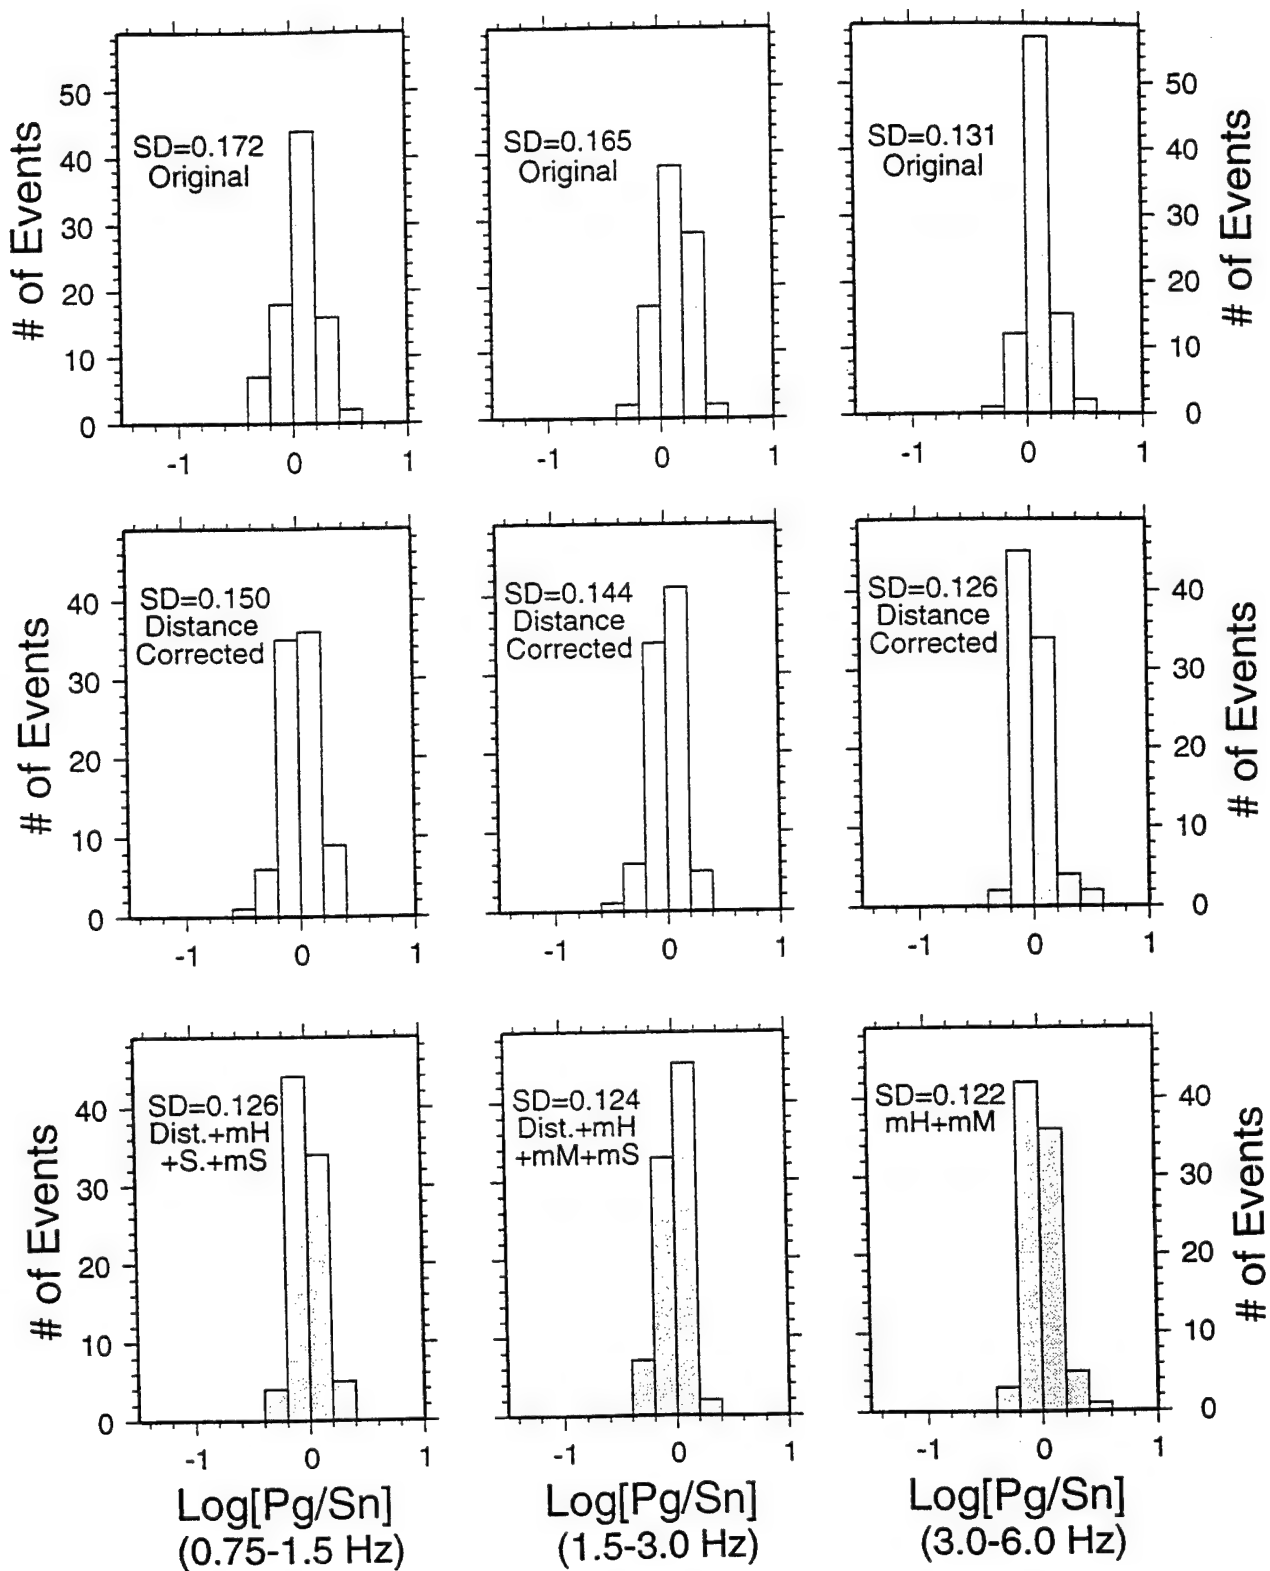 # of Events
50
40
30
20
10
0
SD=0.172
Original
-1 0 1
SD=0.165
Original
-1 0 1
SD=0.131
Original
-1 0 1
50
40
30
20
10
0
# of Events
# of Events
40
30
20
10
0
SD=0.150
Distance
Corrected
-1 0 1
SD=0.144
Distance
Corrected
-1 0 1
SD=0.126
Distance
Corrected
-1 0 1
40
30
20
10
0
# of Events
# of Events
40
30
20
10
0
SD=0.126
Dist.+mH
+S.+mS
-1 0 1
Log[Pg/Sn]
(0.75-1.5 Hz)
SD=0.124
Dist.+mH
+mM+mS
-1 0 1
Log[Pg/Sn]
(1.5-3.0 Hz)
SD=0.122
mH+mM
-1 0 1
Log[Pg/Sn]
(3.0-6.0 Hz)
40
30
20
10
0
# of Events